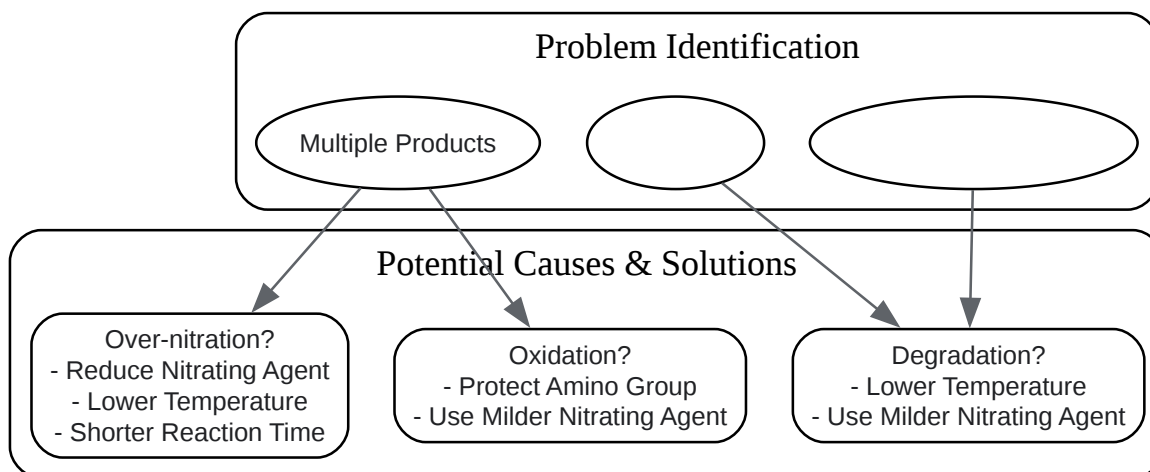 Problem Identification
Multiple Products
Potential Causes & Solutions
Over-nitration?
- Reduce Nitrating Agent
- Lower Temperature
- Shorter Reaction Time
Oxidation?
- Protect Amino Group
- Use Milder Nitrating Agent
Degradation?
- Lower Temperature
- Use Milder Nitrating Agent